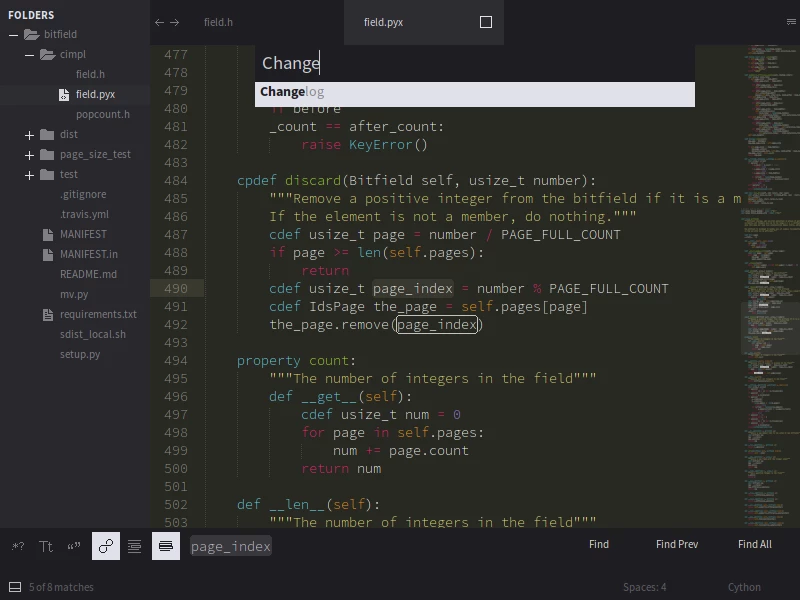 FOLDERS
bitfield
cimpl
field.h
field.pyx
popcount.h
dist
page_size_test
test
.gitignore
.travis.yml
MANIFEST
MANIFEST.in
README.md
mv.py
requirements.txt
sdist_local.sh
setup.py
field.h
field.pyx
Change
Changelog
477
478
479
480 if before
481 _count == after_count:
482 raise KeyError()
483
484 cpdef discard(Bitfield self, usize_t number):
485 """Remove a positive integer from the bitfield if it is a m
486 If the element is not a member, do nothing."""
487 cdef usize_t page = number / PAGE_FULL_COUNT
488 if page >= len(self.pages):
489 return
490 cdef usize_t page_index = number % PAGE_FULL_COUNT
491 cdef IdsPage the_page = self.pages[page]
492 the_page.remove(page_index)
493
494 property count:
495 """The number of integers in the field"""
496 def __get__(self):
497 cdef usize_t num = 0
498 for page in self.pages:
499 num += page.count
500 return num
501
502 def __len__(self):
503 """The number of integers in the field"""
.*? Tt “” page_index Find Find Prev Find All
5 of 8 matches Spaces: 4 Cython